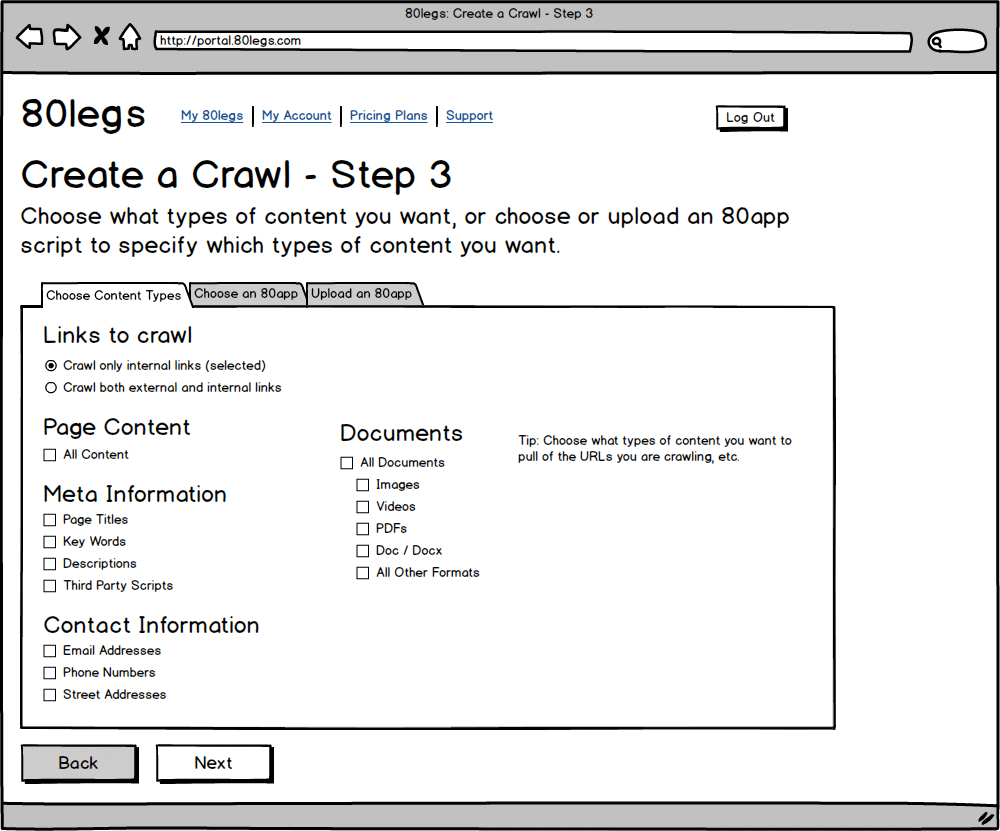 80legs: Create a Crawl - Step 3
http://portal.80legs.com
80legs
My 80legs | My Account | Pricing Plans | Support
Log Out
Create a Crawl - Step 3
Choose what types of content you want, or choose or upload an 80app
script to specify which types of content you want.
Choose Content Types
Choose an 80app
Upload an 80app
Links to crawl
Crawl only internal links (selected)
Crawl both external and internal links
Page Content
All Content
Meta Information
Page Titles
Key Words
Descriptions
Third Party Scripts
Contact Information
Email Addresses
Phone Numbers
Street Addresses
Documents
All Documents
Images
Videos
PDFs
Doc / Docx
All Other Formats
Tip: Choose what types of content you want to
pull of the URLs you are crawling, etc.
Back
Next